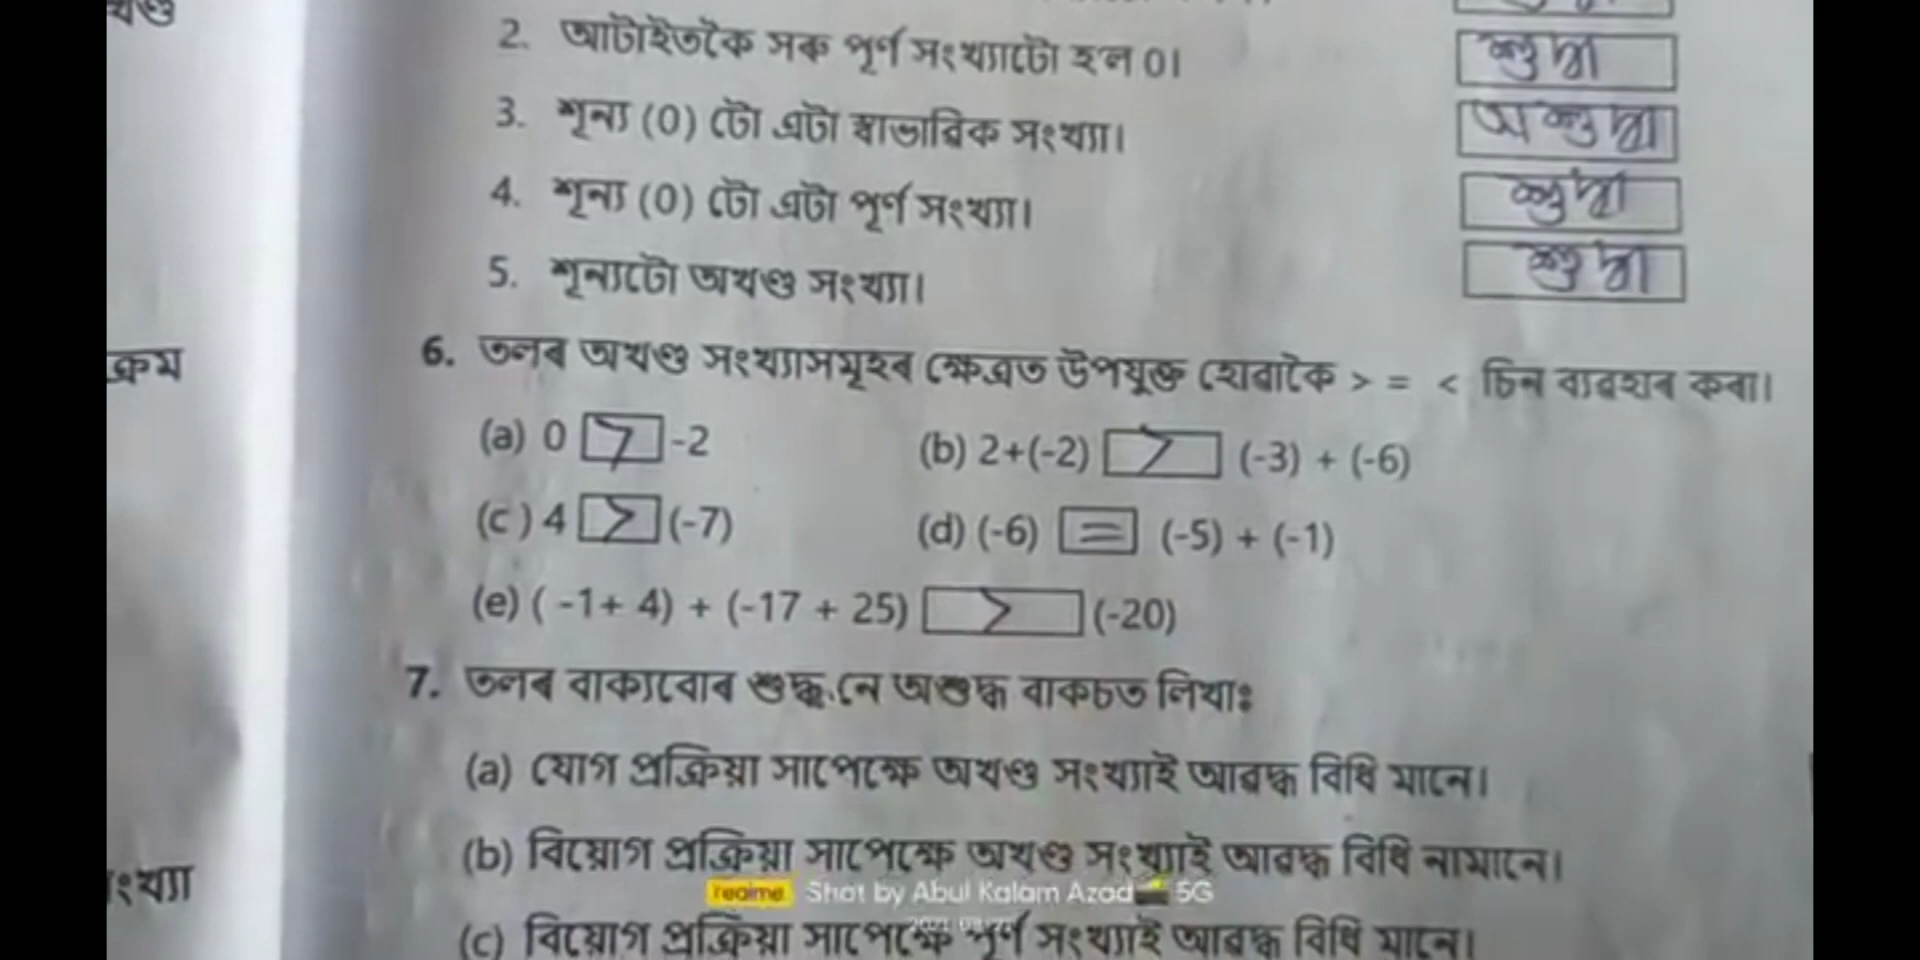 2. আটাইতকৈ সৰু পূৰ্ণ সংখ্যাটো হ'ল 0। শুদ্ধ
3. শূন্য (0) টো এটা স্বাভাৱিক সংখ্যা। অশুদ্ধ
4. শূন্য (0) টো এটা পূৰ্ণ সংখ্যা। শুদ্ধ
5. শূন্যটো অখণ্ড সংখ্যা। শুদ্ধ
ক্ৰম
6. তলৰ অখণ্ড সংখ্যাসমূহৰ ক্ষেত্ৰত উপযুক্ত হোৱাকৈ > = < চিন ব্যৱহাৰ কৰা।
(a) 0 > -2 (b) 2+(-2) > (-3) + (-6)
(c) 4 > (-7) (d) (-6) = (-5) + (-1)
(e) ( -1+ 4) + (-17 + 25) > (-20)
7. তলৰ বাক্যবোৰ শুদ্ধ নে অশুদ্ধ বাকচত লিখাঃ
(a) যোগ প্ৰক্ৰিয়া সাপেক্ষে অখণ্ড সংখ্যাই আৱদ্ধ বিধি মানে।
(b) বিয়োগ প্ৰক্ৰিয়া সাপেক্ষে অখণ্ড সংখ্যাই আৱদ্ধ বিধি নামানে।
ংখ্যা
realme Shot by Abul Kalam Azad 5G
(c) বিয়োগ প্ৰক্ৰিয়া সাপেক্ষে পূৰ্ণ সংখ্যাই আৱদ্ধ বিধি মানে।